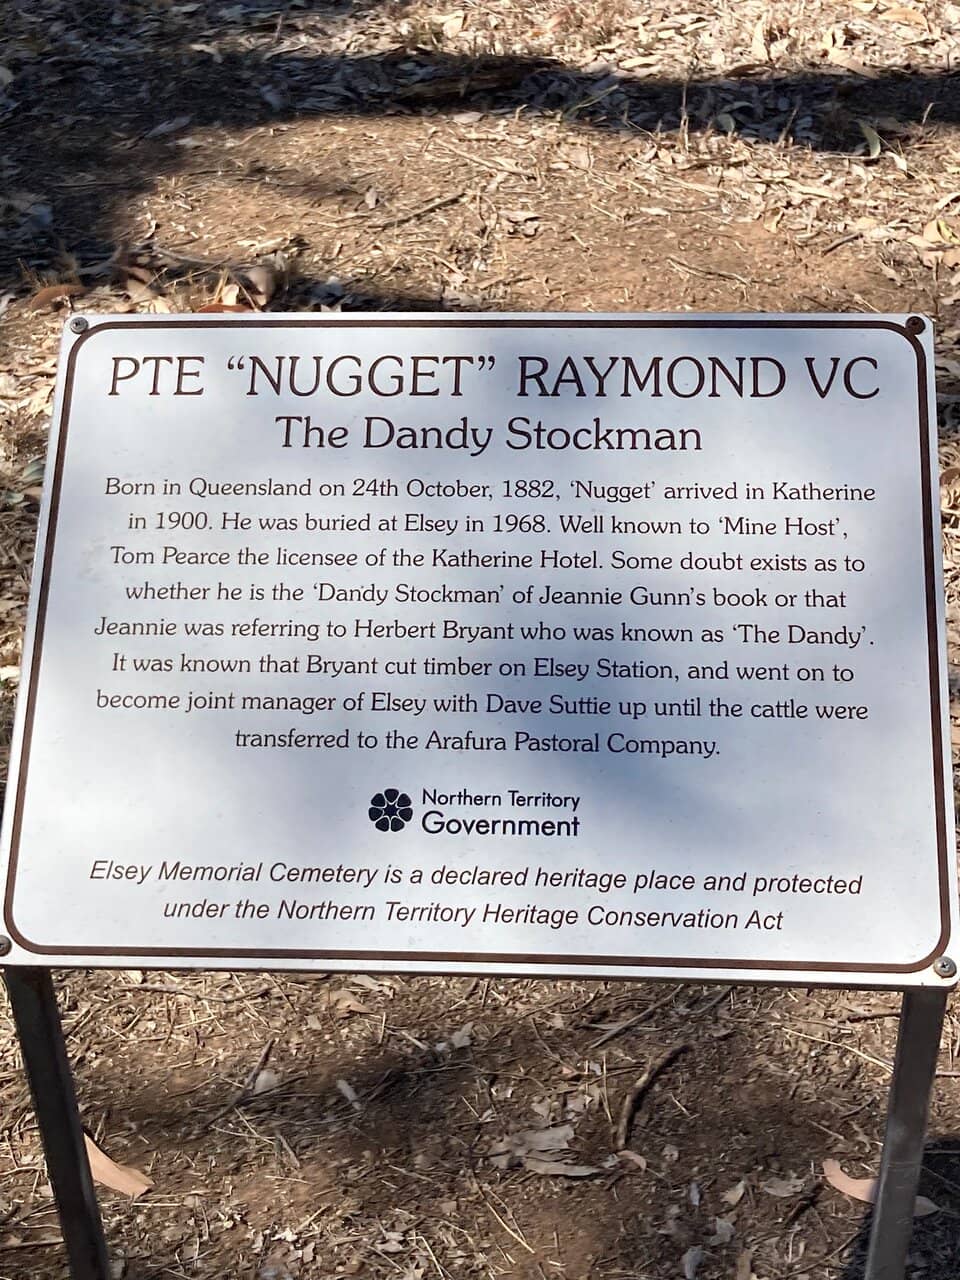 PTE “NUGGET” RAYMOND VC
The Dandy Stockman
Born in Queensland on 24th October, 1882, ‘Nugget’ arrived in Katherine
in 1900. He was buried at Elsey in 1968. Well known to ‘Mine Host’,
Tom Pearce the licensee of the Katherine Hotel. Some doubt exists as to
whether he is the ‘Dandy Stockman’ of Jeannie Gunn’s book or that
Jeannie was referring to Herbert Bryant who was known as ‘The Dandy’.
It was known that Bryant cut timber on Elsey Station, and went on to
become joint manager of Elsey with Dave Suttie up until the cattle were
transferred to the Arafura Pastoral Company.
Northern Territory
Government
Elsey Memorial Cemetery is a declared heritage place and protected
under the Northern Territory Heritage Conservation Act